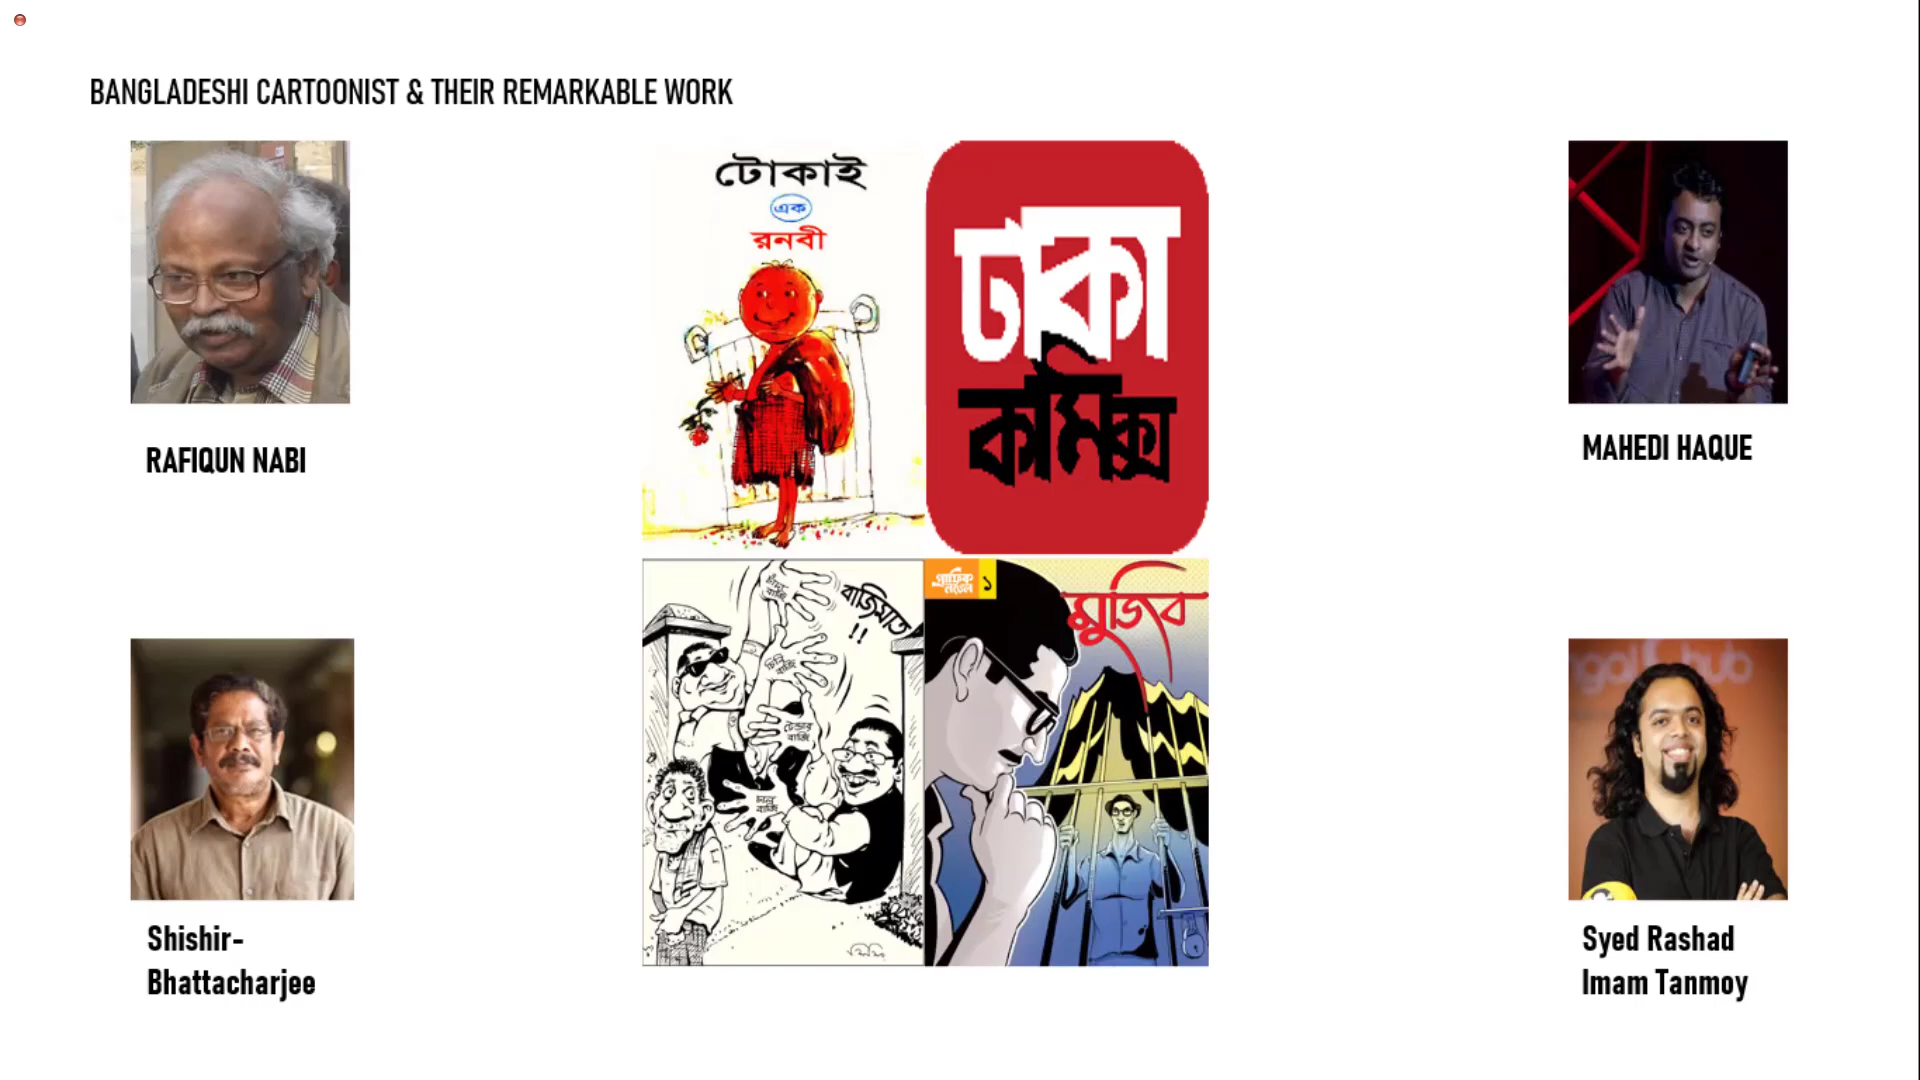 BANGLADESHI CARTOONIST & THEIR REMARKABLE WORK
টোকাই
এক
রনবী
ঢাকা
কমিক্স
RAFIQUN NABI
MAHEDI HAQUE
বাজিমাত
!!
টেন্ডার
বাজি
গ্রাফিক
নভেল
১
মুজিব
Shishir-
Bhattacharjee
Syed Rashad
Imam Tanmoy